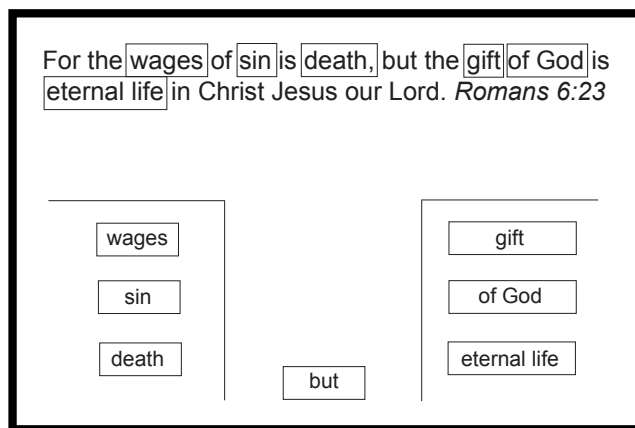 For the wages of sin is death, but the gift of God is
eternal life in Christ Jesus our Lord. Romans 6:23
wages
sin
death
but
gift
of God
eternal life